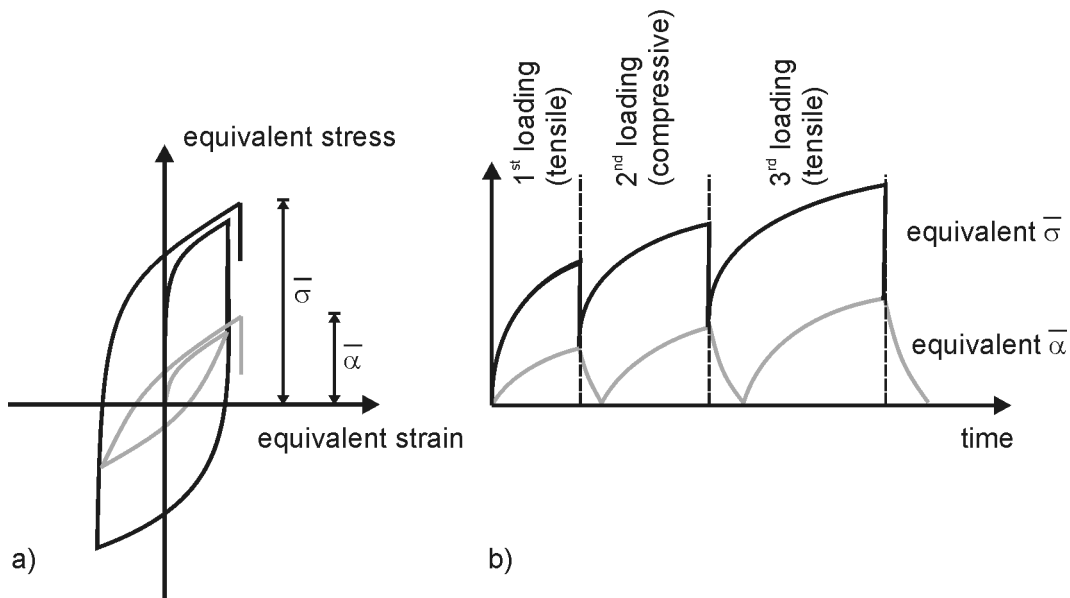 equivalent stress
σ̅
α̅
equivalent strain
a)
1st loading
(tensile)
2nd loading
(compressive)
3rd loading
(tensile)
equivalent σ̅
equivalent α̅
time
b)